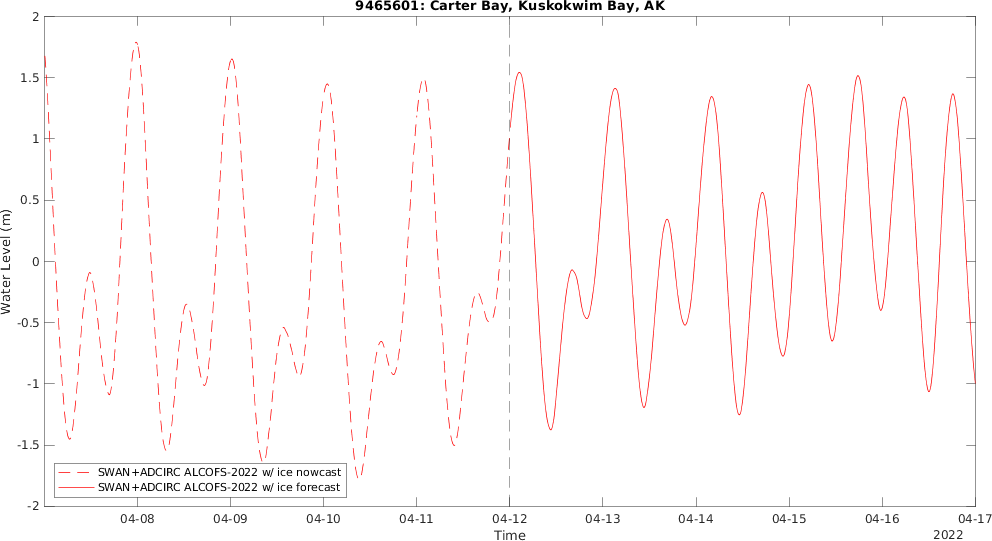 9465601: Carter Bay, Kuskokwim Bay, AK
2
1.5
1
0.5
0
-0.5
-1
-1.5
-2
Water Level (m)
SWAN+ADCIRC ALCOFS-2022 w/ ice nowcast
SWAN+ADCIRC ALCOFS-2022 w/ ice forecast
04-08 04-09 04-10 04-11 04-12 04-13 04-14 04-15 04-16 04-17
Time
2022